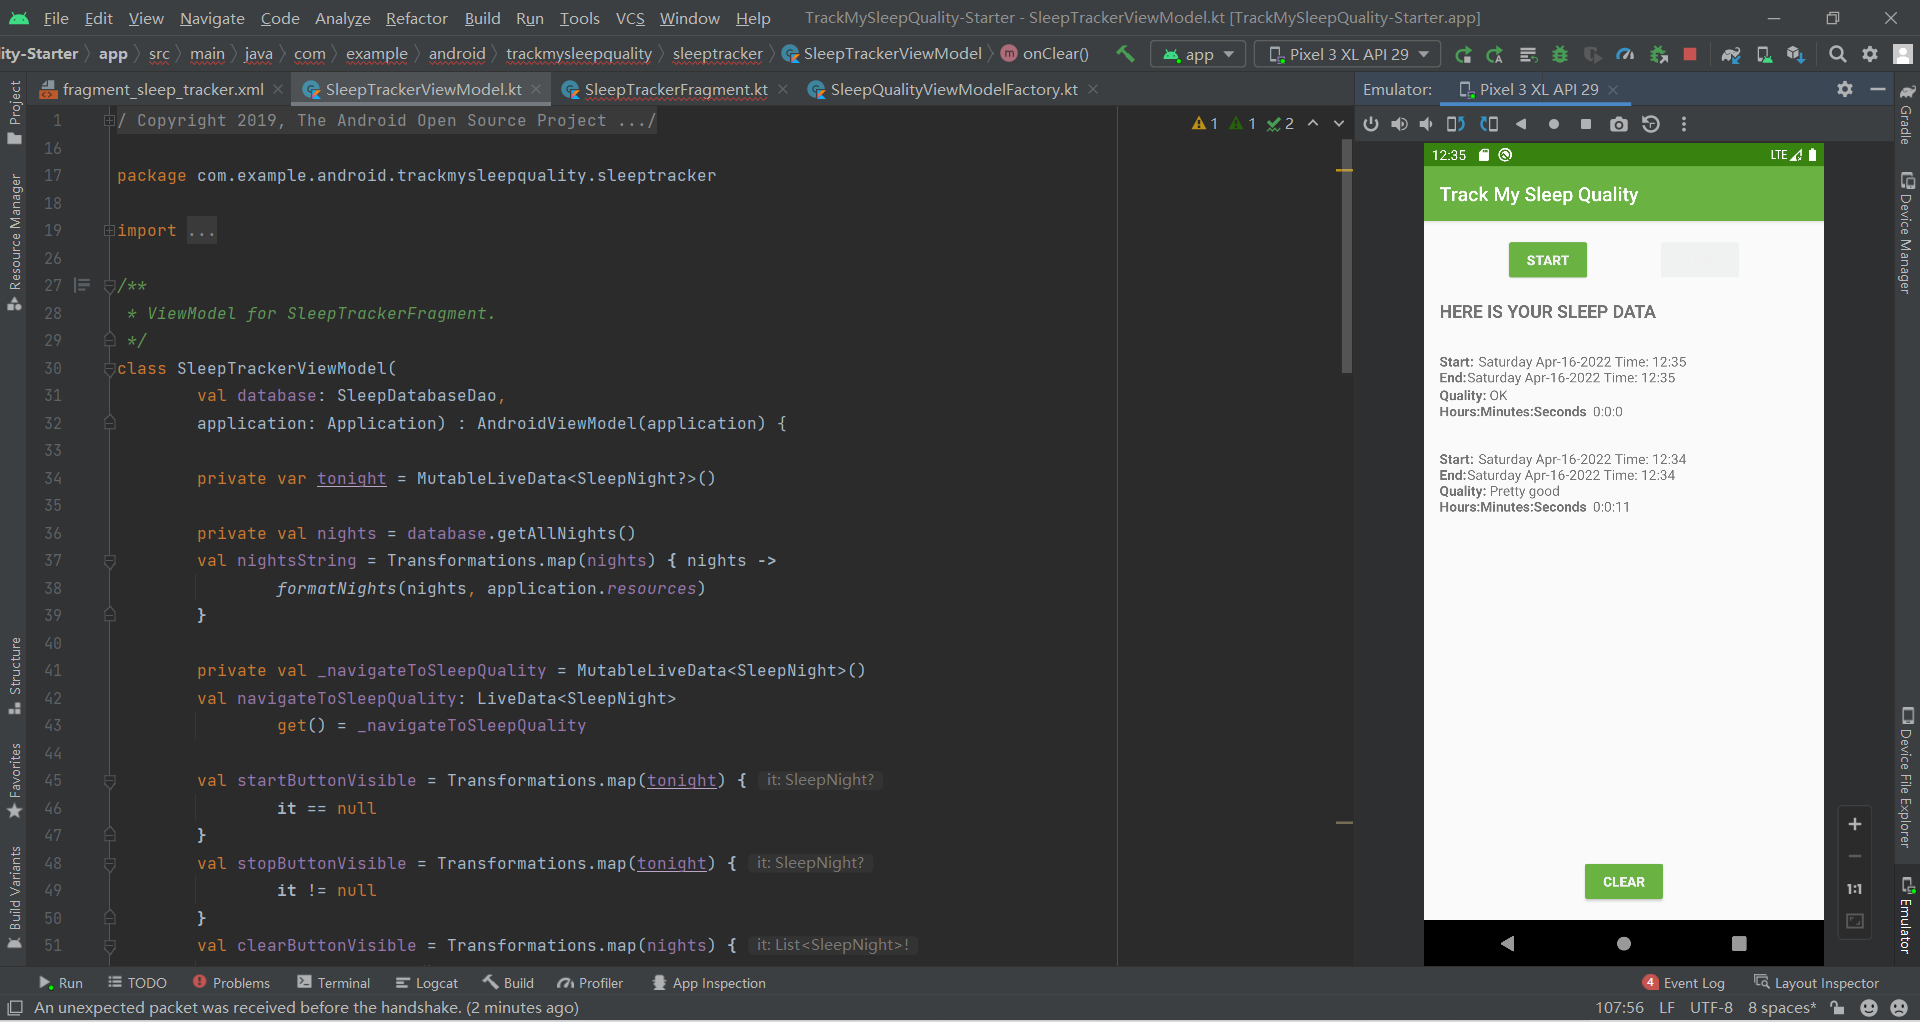 File Edit View Navigate Code Analyze Refactor Build Run Tools VCS Window Help TrackMySleepQuality-Starter - SleepTrackerViewModel.kt [TrackMySleepQuality-Starter.app]
ity-Starter app src main java com example android trackmysleepquality sleeptracker SleepTrackerViewModel m onClear() app Pixel 3 XL API 29
fragment_sleep_tracker.xml SleepTrackerViewModel.kt SleepTrackerFragment.kt SleepQualityViewModelFactory.kt Emulator: Pixel 3 XL API 29
Project
Resource Manager
Structure
Favorites
Build Variants
1 / Copyright 2019, The Android Open Source Project .../
16
17 package com.example.android.trackmysleepquality.sleeptracker
18
19 import ...
26
27 /**
28 * ViewModel for SleepTrackerFragment.
29 */
30 class SleepTrackerViewModel(
31 val database: SleepDatabaseDao,
32 application: Application) : AndroidViewModel(application) {
33
34 private var tonight = MutableLiveData<SleepNight?>()
35
36 private val nights = database.getAllNights()
37 val nightsString = Transformations.map(nights) { nights ->
38 formatNights(nights, application.resources)
39 }
40
41 private val _navigateToSleepQuality = MutableLiveData<SleepNight>()
42 val navigateToSleepQuality: LiveData<SleepNight>
43 get() = _navigateToSleepQuality
44
45 val startButtonVisible = Transformations.map(tonight) { it: SleepNight?
46 it == null
47 }
48 val stopButtonVisible = Transformations.map(tonight) { it: SleepNight?
49 it != null
50 }
51 val clearButtonVisible = Transformations.map(nights) { it: List<SleepNight>!
1 1 2
12:35 LTE
Track My Sleep Quality
START
HERE IS YOUR SLEEP DATA
Start: Saturday Apr-16-2022 Time: 12:35
End:Saturday Apr-16-2022 Time: 12:35
Quality: OK
Hours:Minutes:Seconds 0:0:0
Start: Saturday Apr-16-2022 Time: 12:34
End:Saturday Apr-16-2022 Time: 12:34
Quality: Pretty good
Hours:Minutes:Seconds 0:0:11
CLEAR
1:1
Gradle
Device Manager
Device File Explorer
Emulator
Run TODO Problems Terminal Logcat Build Profiler App Inspection 4 Event Log Layout Inspector
An unexpected packet was received before the handshake. (2 minutes ago) 107:56 LF UTF-8 8 spaces*